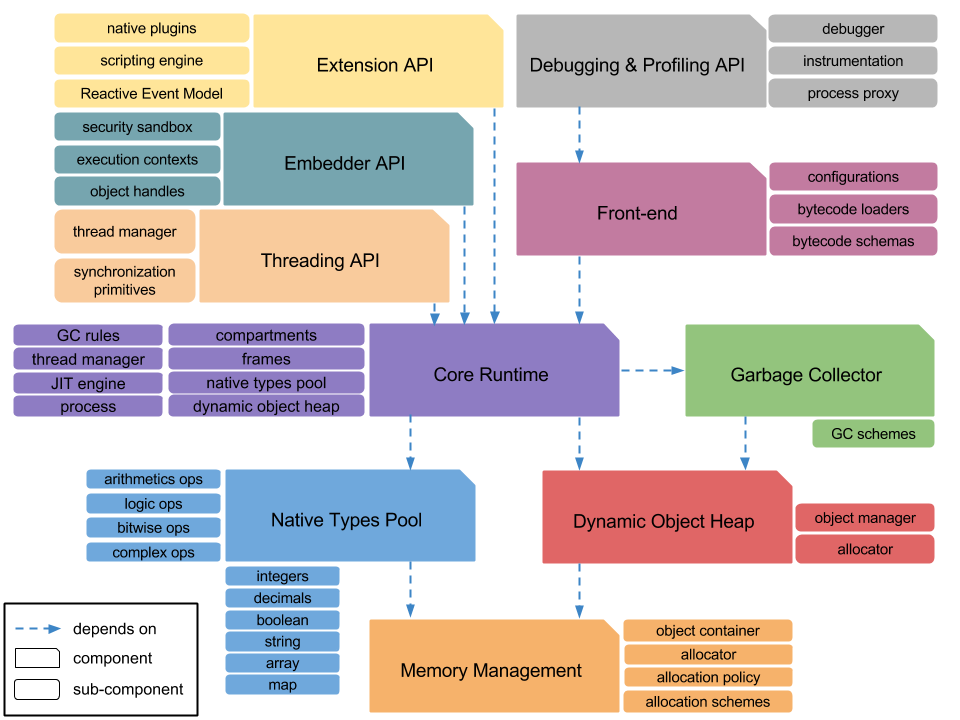 native plugins
scripting engine
Reactive Event Model
Extension API
Debugging & Profiling API
debugger
instrumentation
process proxy
security sandbox
execution contexts
object handles
Embedder API
Front-end
configurations
bytecode loaders
bytecode schemas
thread manager
synchronization
primitives
Threading API
GC rules
thread manager
JIT engine
process
compartments
frames
native types pool
dynamic object heap
Core Runtime
Garbage Collector
GC schemes
arithmetics ops
logic ops
bitwise ops
complex ops
Native Types Pool
integers
decimals
boolean
string
array
map
Dynamic Object Heap
object manager
allocator
Memory Management
object container
allocator
allocation policy
allocation schemes
depends on
component
sub-component